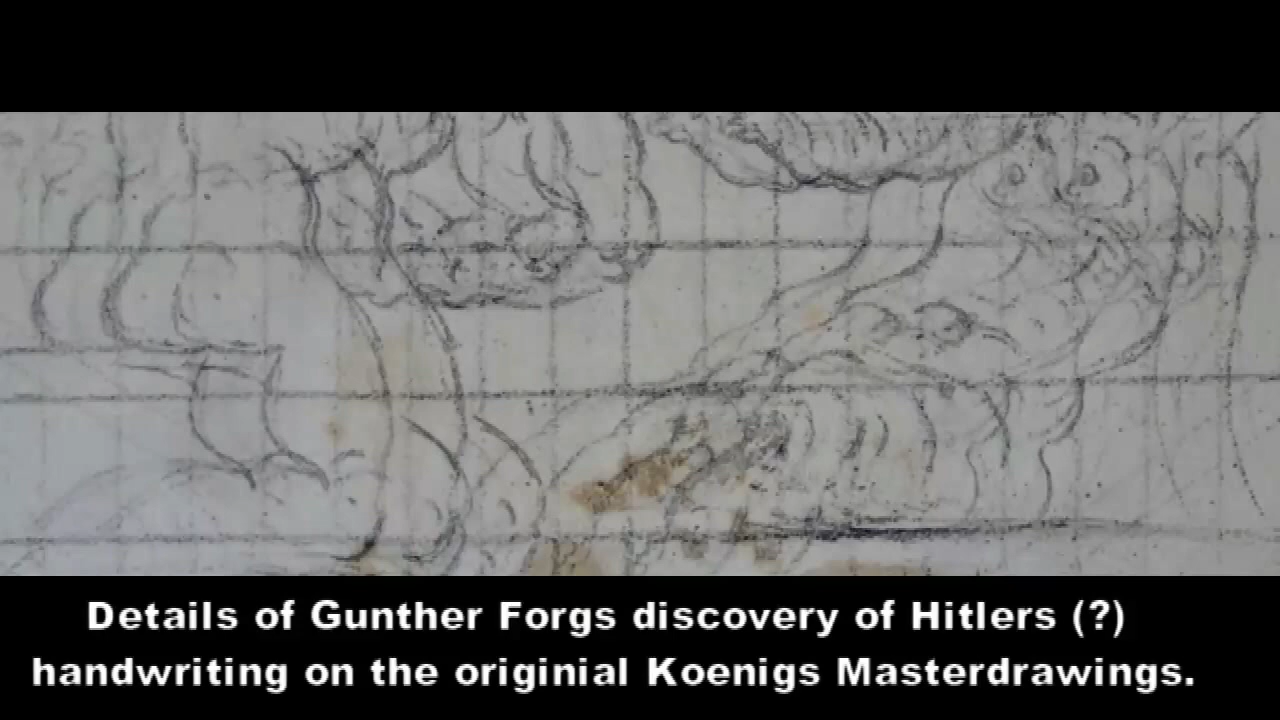 Details of Gunther Forgs discovery of Hitlers (?)
handwriting on the originial Koenigs Masterdrawings.